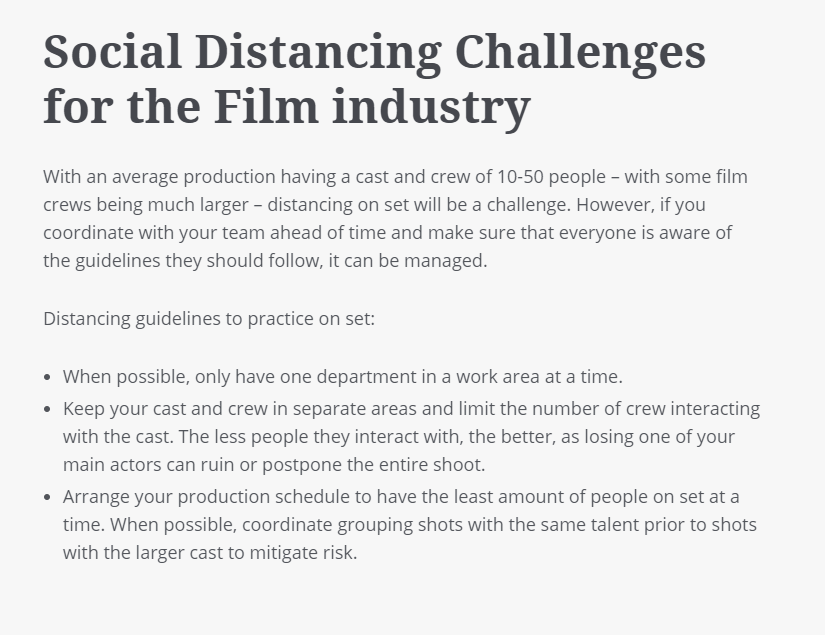 Social Distancing Challenges
for the Film industry
With an average production having a cast and crew of 10-50 people – with some film
crews being much larger – distancing on set will be a challenge. However, if you
coordinate with your team ahead of time and make sure that everyone is aware of
the guidelines they should follow, it can be managed.
Distancing guidelines to practice on set:
• When possible, only have one department in a work area at a time.
• Keep your cast and crew in separate areas and limit the number of crew interacting
with the cast. The less people they interact with, the better, as losing one of your
main actors can ruin or postpone the entire shoot.
• Arrange your production schedule to have the least amount of people on set at a
time. When possible, coordinate grouping shots with the same talent prior to shots
with the larger cast to mitigate risk.